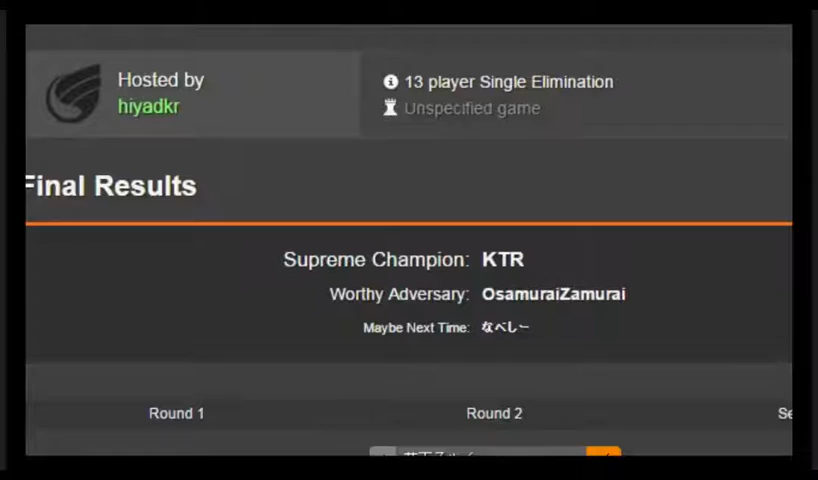 Hosted by
hiyadkr
13 player Single Elimination
Unspecified game
Final Results
Supreme Champion: KTR
Worthy Adversary: OsamuraiZamurai
Maybe Next Time: なべしー
Round 1
Round 2
Se